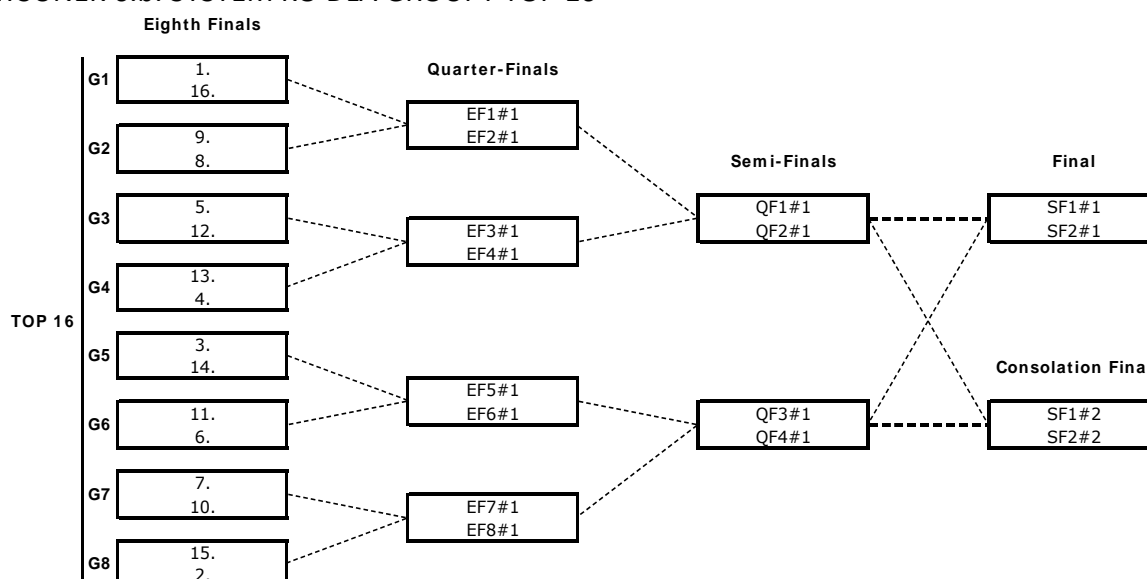 Eighth Finals
G1
1.
16.
Quarter-Finals
EF1#1
EF2#1
G2
9.
8.
Semi-Finals
Final
G3
5.
12.
QF1#1
QF2#1
SF1#1
SF2#1
EF3#1
EF4#1
G4
13.
4.
TOP 16
G5
3.
14.
Consolation Fina
EF5#1
EF6#1
G6
11.
6.
QF3#1
QF4#1
SF1#2
SF2#2
G7
7.
10.
EF7#1
EF8#1
G8
15.
2.